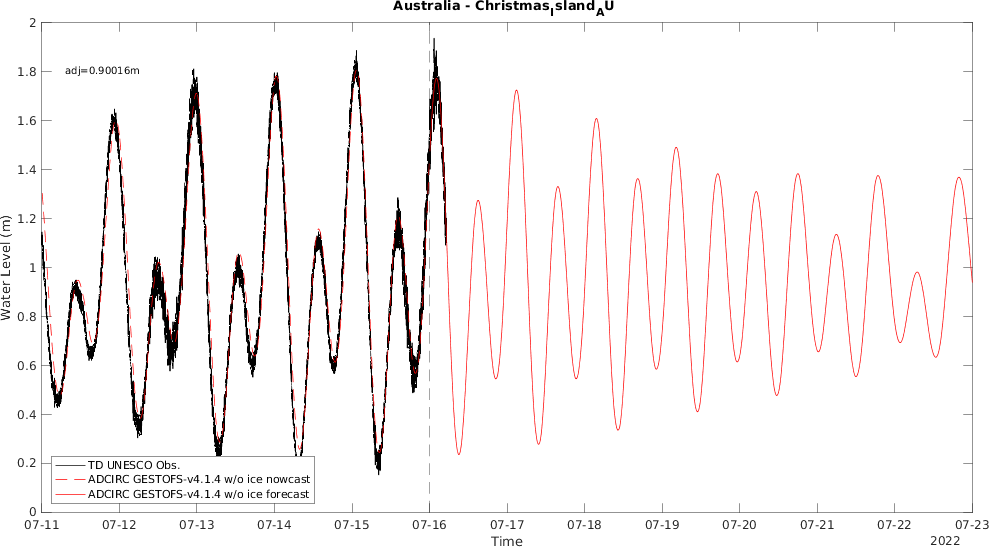 Australia - Christmas_Island_AU
adj=0.90016m
Water Level (m)
2
1.8
1.6
1.4
1.2
1
0.8
0.6
0.4
0.2
0
TD UNESCO Obs.
ADCIRC GESTOFS-v4.1.4 w/o ice nowcast
ADCIRC GESTOFS-v4.1.4 w/o ice forecast
07-11 07-12 07-13 07-14 07-15 07-16 07-17 07-18 07-19 07-20 07-21 07-22 07-23
Time
2022